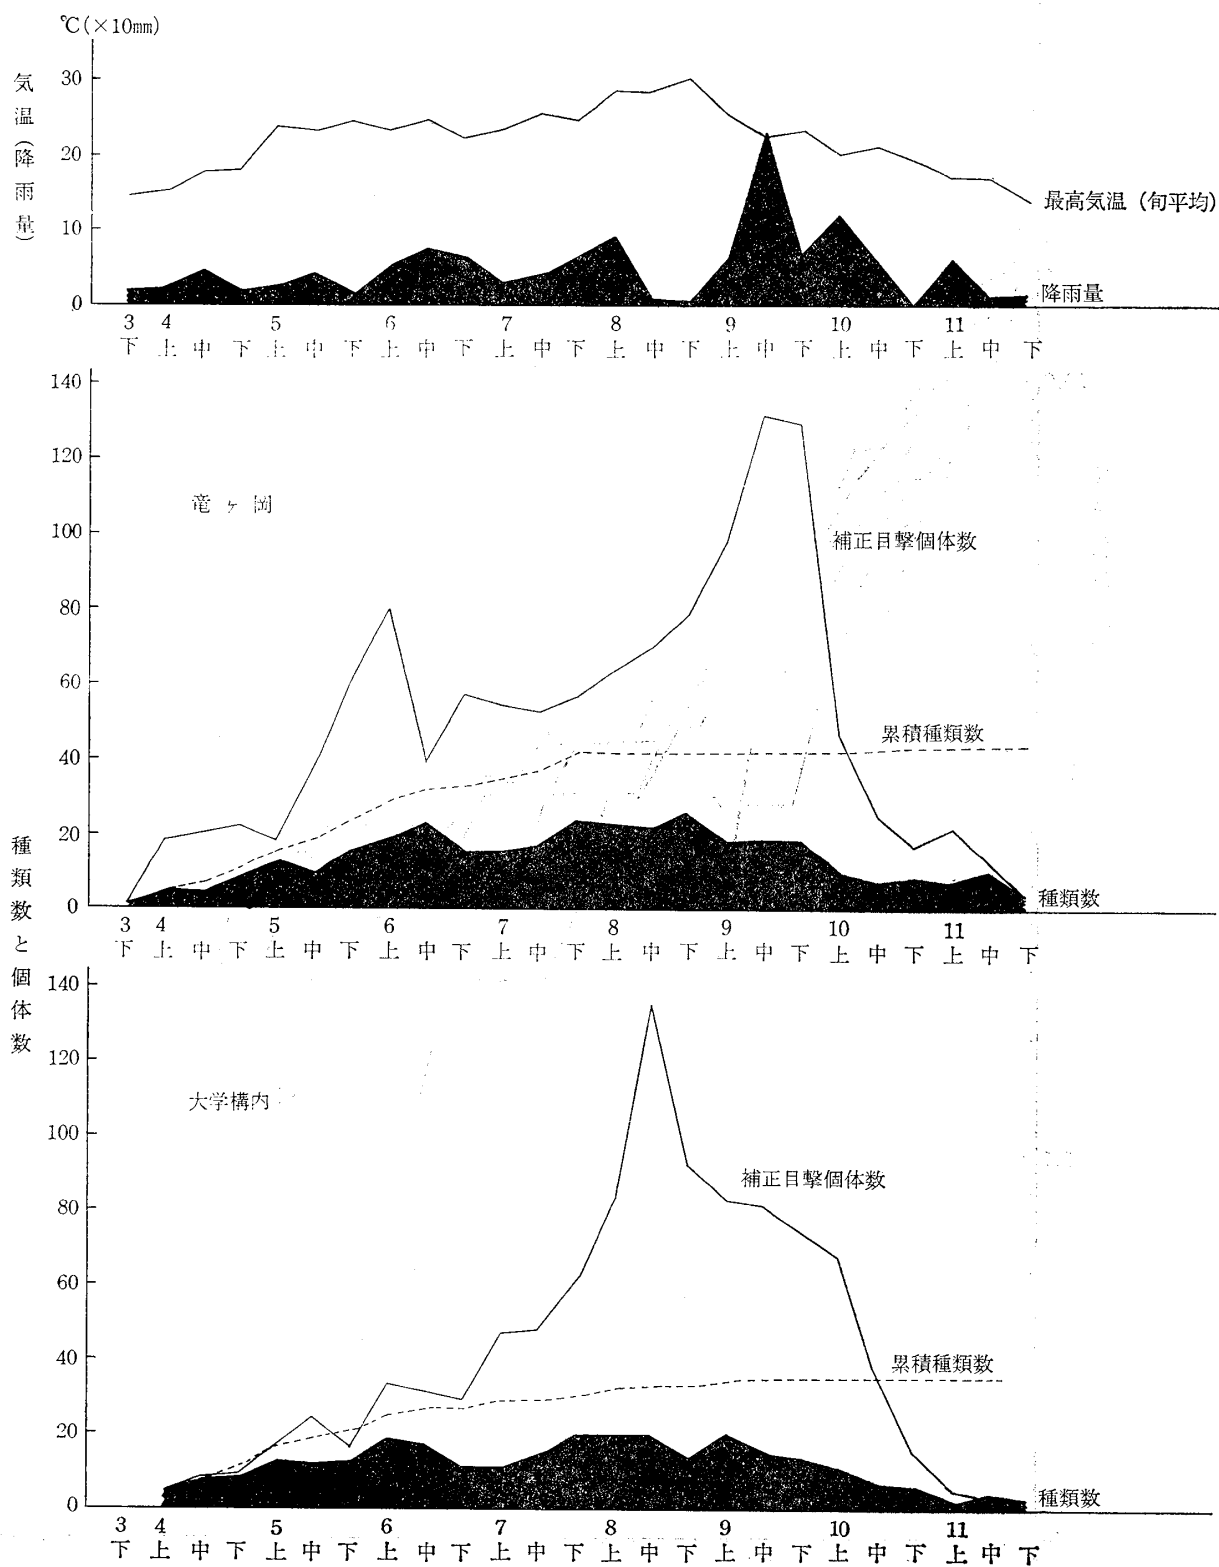 ℃(×10mm)
気温(降雨量)
30
20
10
0
最高気温(旬平均)
降雨量
3 4 5 6 7 8 9 10 11
下 上 中 下 上 中 下 上 中 下 上 中 下 上 中 下 上 中 下 上 中 下 上 中 下
種類数と個体数
140
120
100
80
60
40
20
0
竜ヶ岡
補正目撃個体数
累積種類数
種類数
3 4 5 6 7 8 9 10 11
下 上 中 下 上 中 下 上 中 下 上 中 下 上 中 下 上 中 下 上 中 下 上 中 下
140
120
100
80
60
40
20
0
大学構内
補正目撃個体数
累積種類数
種類数
3 4 5 6 7 8 9 10 11
下 上 中 下 上 中 下 上 中 下 上 中 下 上 中 下 上 中 下 上 中 下 上 中 下